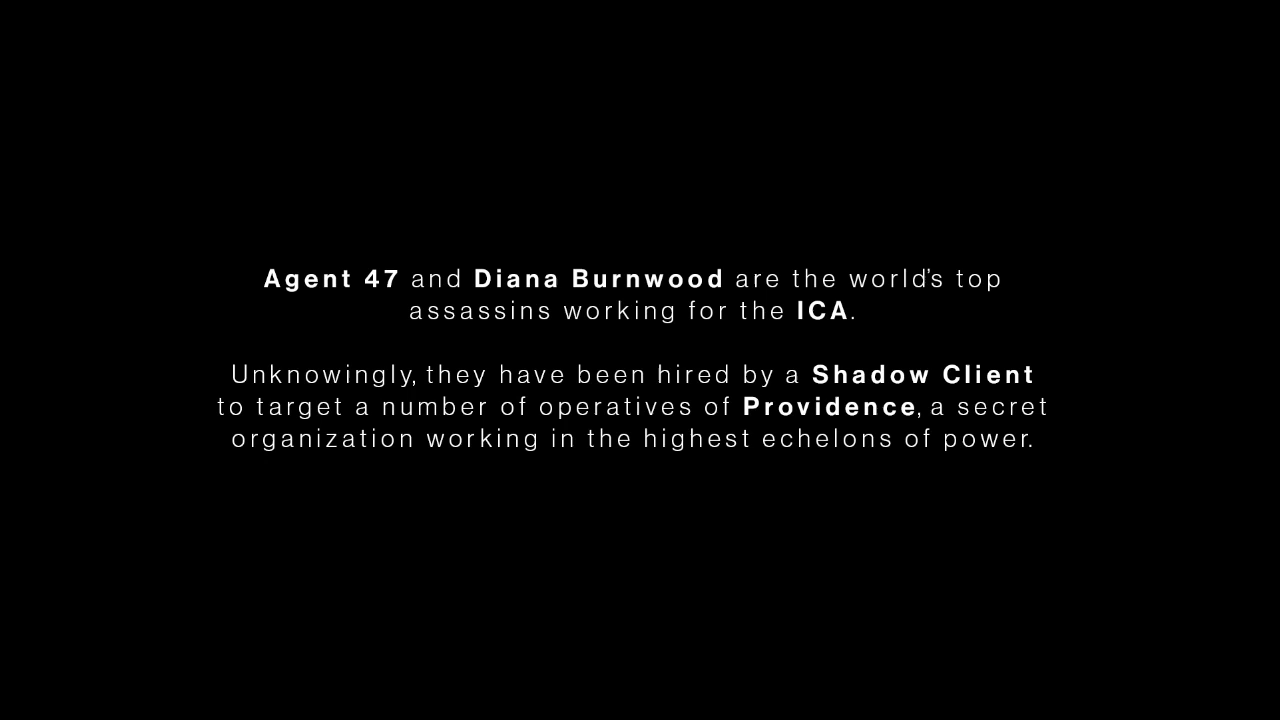 Agent 47 and Diana Burnwood are the world’s top
assassins working for the ICA.
Unknowingly, they have been hired by a Shadow Client
to target a number of operatives of Providence, a secret
organization working in the highest echelons of power.